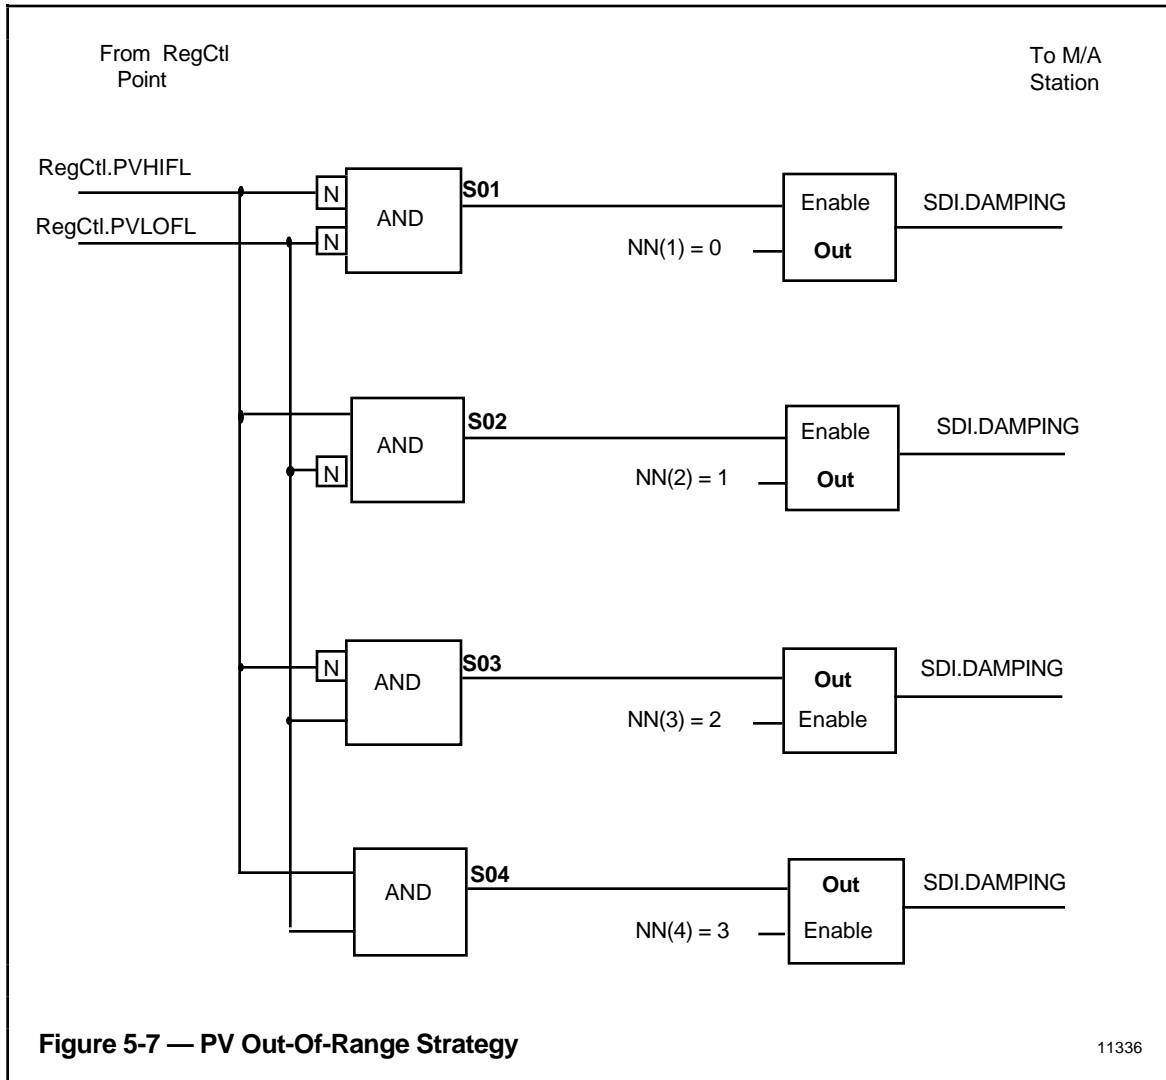 From RegCtl
Point
To M/A
Station
RegCtl.PVHIFL
RegCtl.PVLOFL
N
N
AND
S01
NN(1) = 0
Enable
Out
SDI.DAMPING
N
AND
S02
NN(2) = 1
Enable
Out
SDI.DAMPING
N
AND
S03
NN(3) = 2
Out
Enable
SDI.DAMPING
AND
S04
NN(4) = 3
Out
Enable
SDI.DAMPING
Figure 5-7 — PV Out-Of-Range Strategy
11336